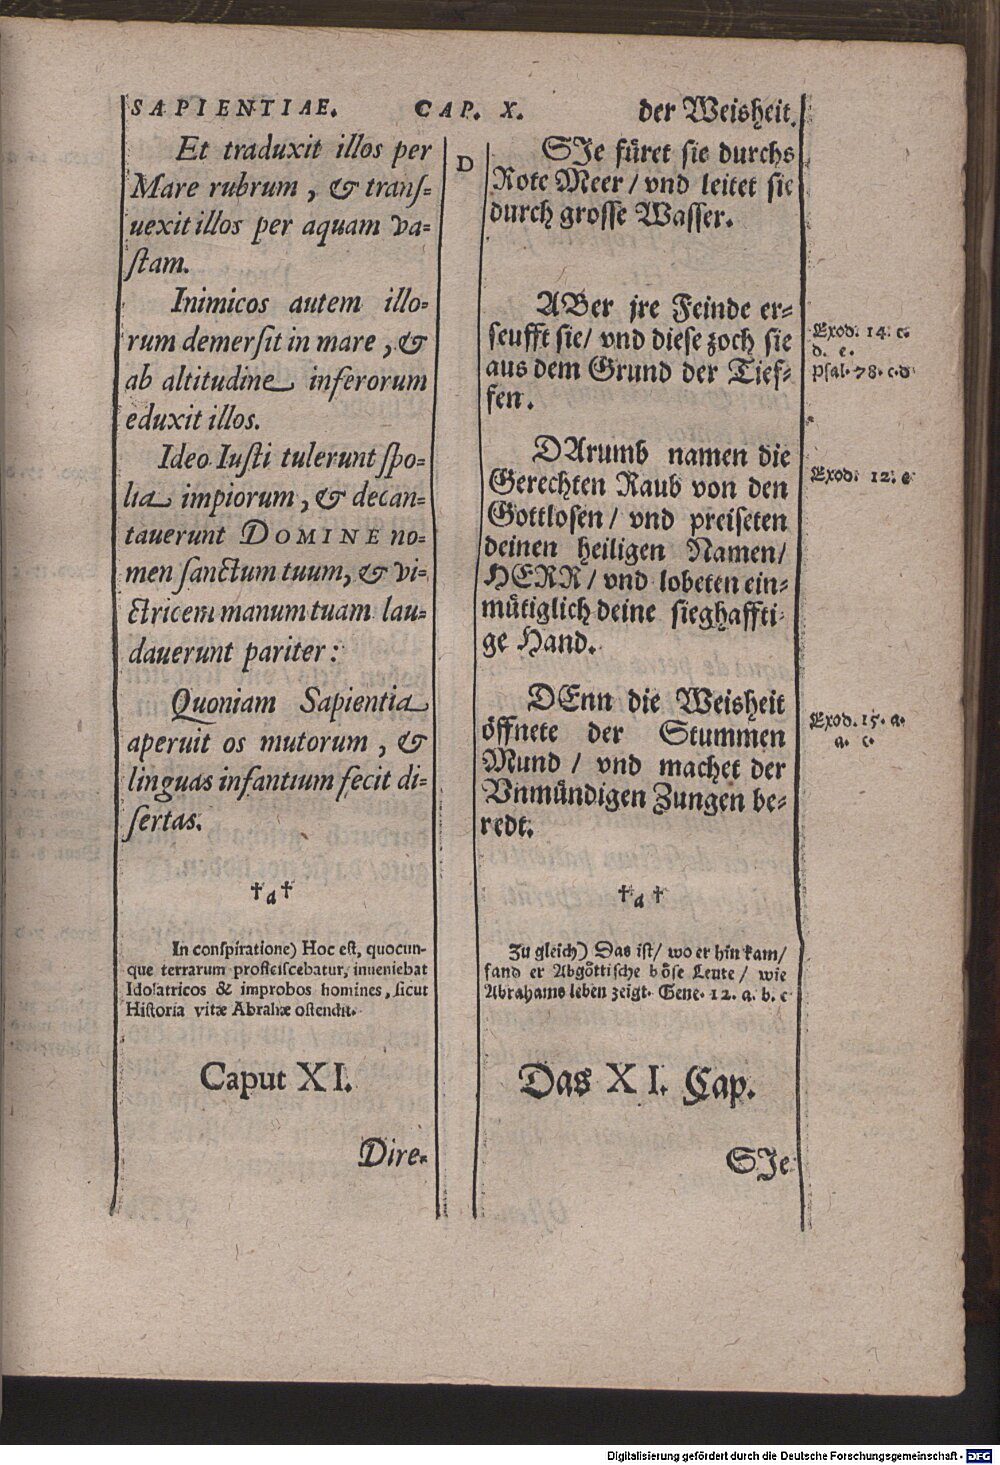 SAPIENTIAE. CAP. X. der Weisheit.
Et traduxit illos per
Mare rubrum, & tranſ-
uexit illos per aquam va-
ſtam.
Inimicos autem illo-
rum demerſit in mare, &
ab altitudine inferorum
eduxit illos.
Ideo Iuſti tulerunt ſpo-
lia impiorum, & decan-
tauerunt DOMINE no-
men ſanctum tuum, & vi-
ctricem manum tuam lau-
dauerunt pariter:
Quoniam Sapientia
aperuit os mutorum, &
linguas infantium fecit di-
ſertas.
† a †
In conſpiratione) Hoc eſt, quocun-
que terrarum proficiscebatur, inueniebat
Idolatricos & improbos homines, ſicut
Hiſtoria vitæ Abrahæ oſtendit.
Caput XI.
Dire-
D
SIe füret ſie durchs
Rote Meer / vnd leitet ſie
durch groſſe Waſſer.
ABer jre Feinde er-
ſeufft ſie / vnd dieſe zoch ſie
aus dem Grund der Tief-
fen.
DArumb namen die
Gerechten Raub von den
Gottloſen / vnd preiſeten
deinen heiligen Namen /
HERR / vnd lobeten ein-
mütiglich deine ſieghaffti-
ge Hand.
DEnn die Weisheit
öffnete der Stummen
Mund / vnd machet der
Vnmündigen Zungen be-
redt.
† a †
Zu gleich) Das iſt / wo er hin kam /
fand er Abgöttiſche böſe Leute / wie
Abrahams leben zeigt. Gene. 12. a. b. c
Das XI. Cap.
SIe
Exod. 14. c.
d. e.
Pſal. 78. c. d
Exod. 12. e
Exod. 15. a.
a. c.
Digitalisierung gefördert durch die Deutsche Forschungsgemeinschaft - DFG